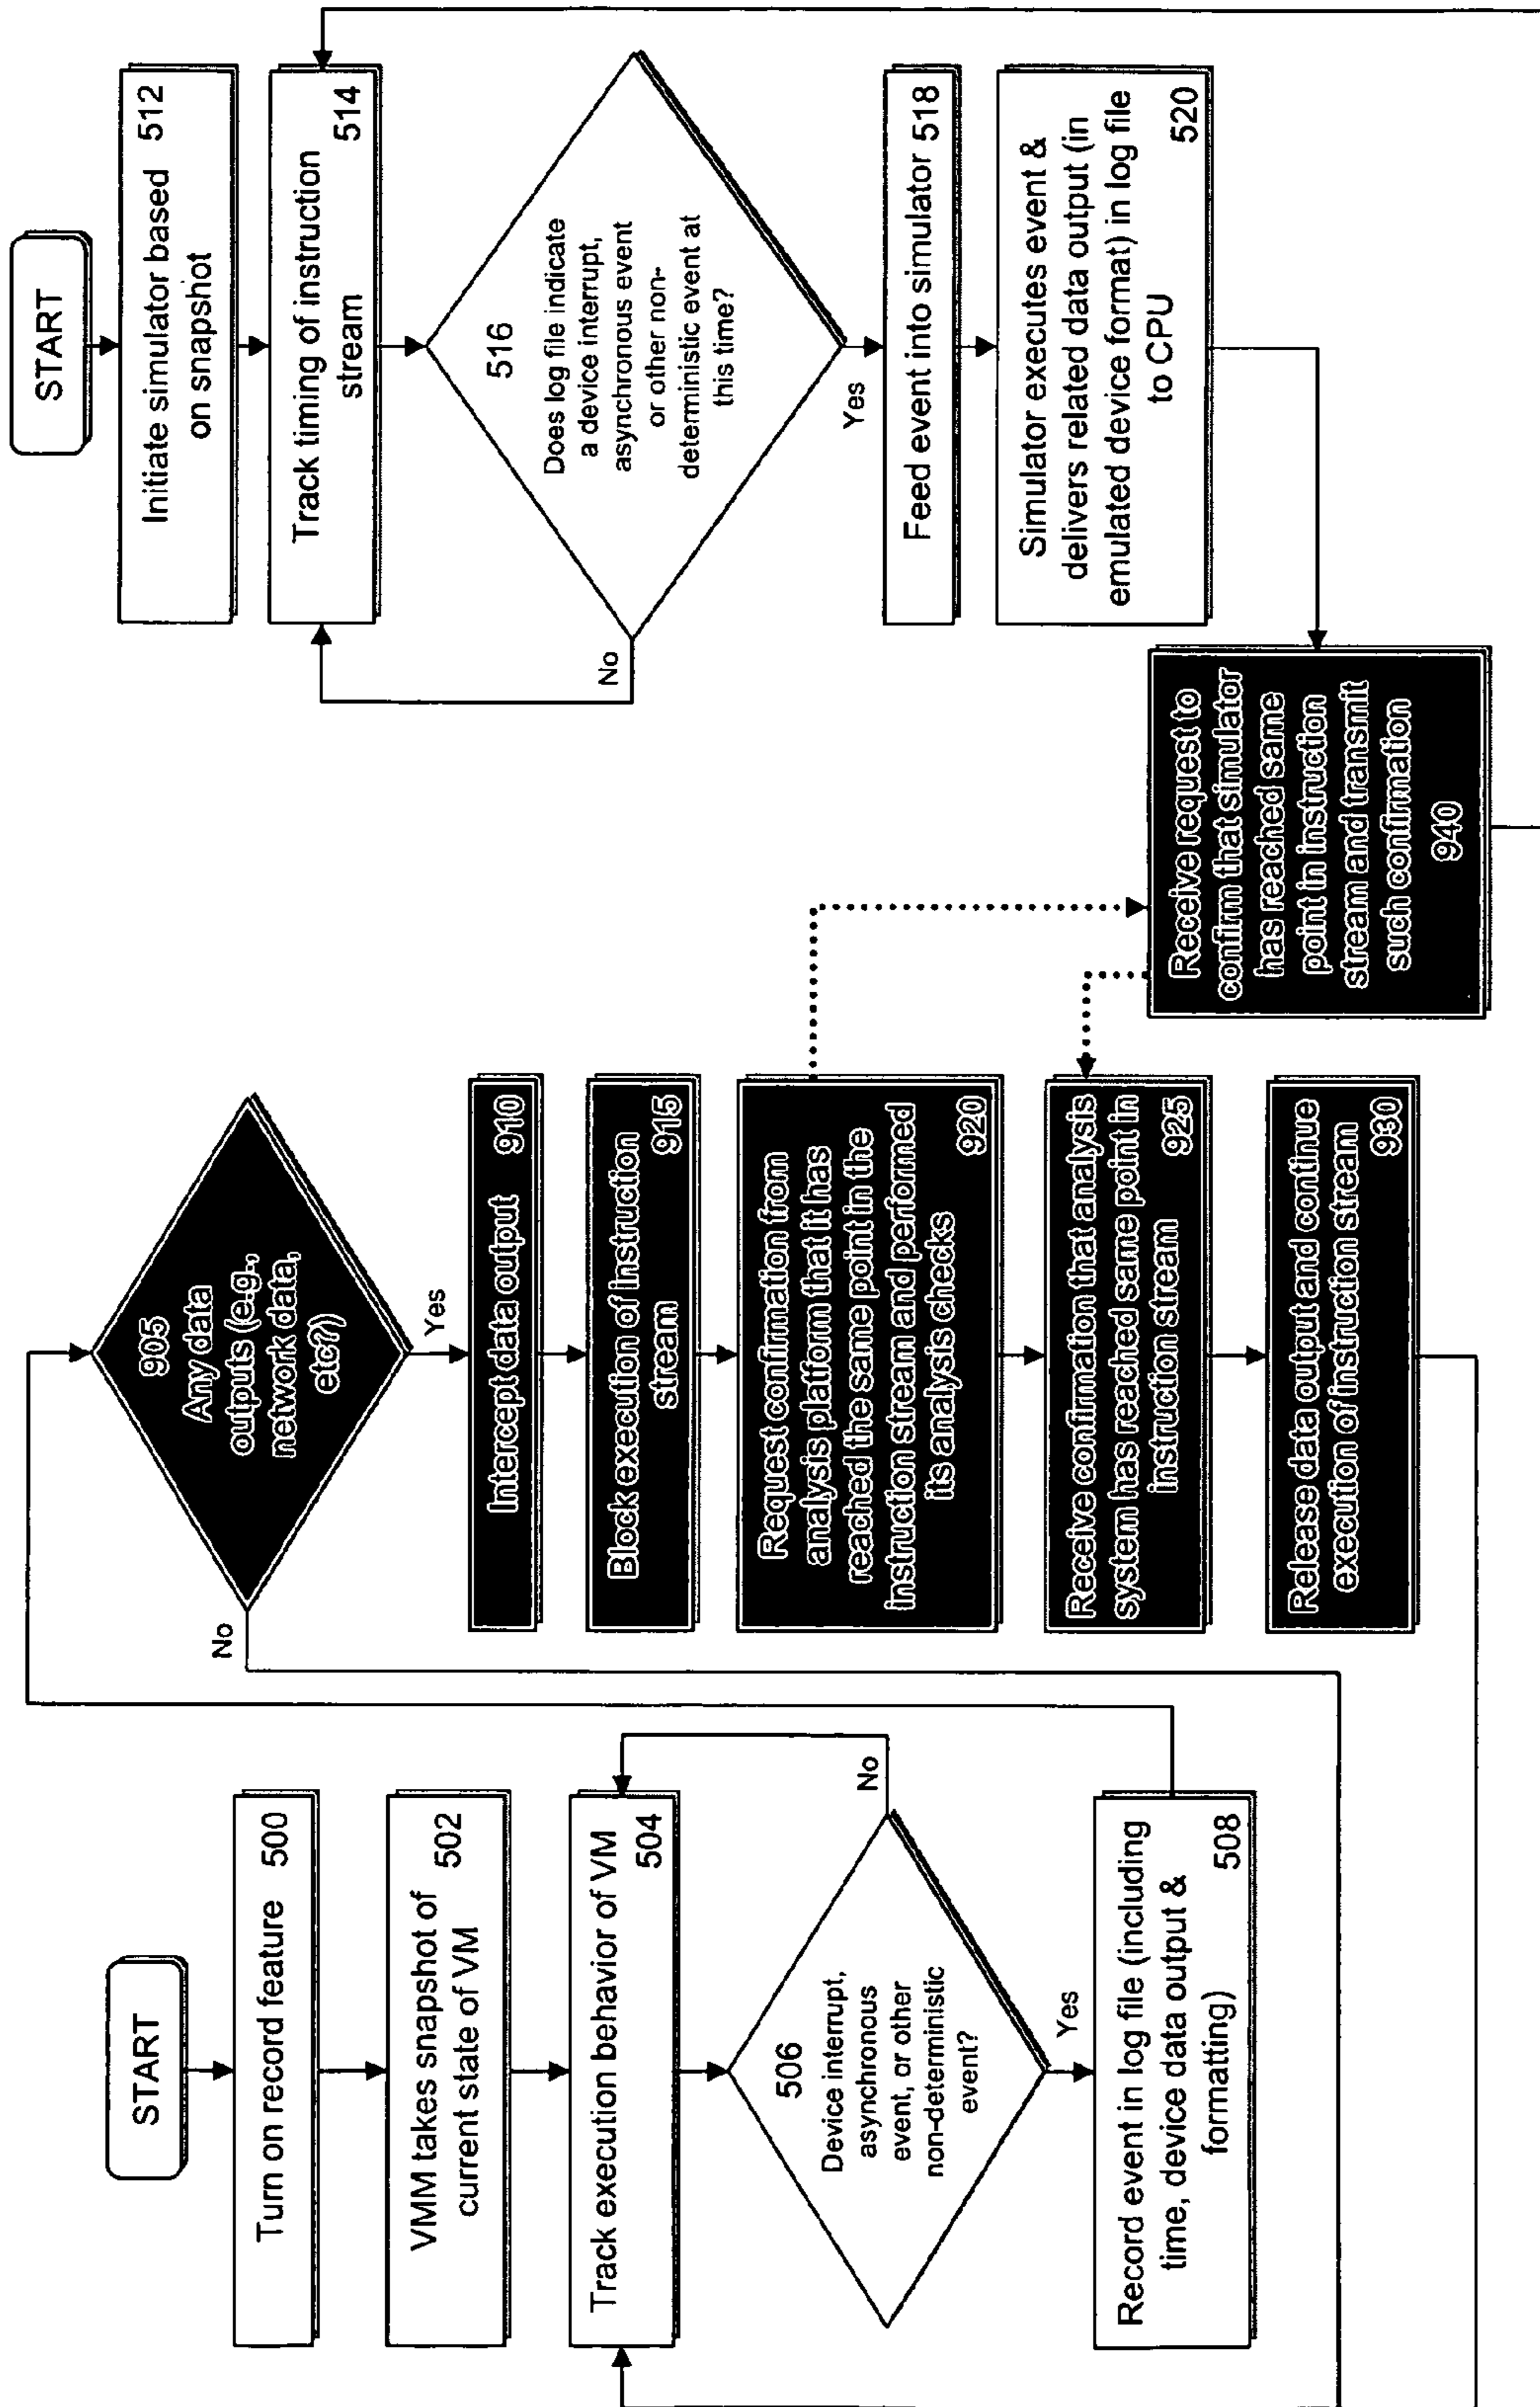 START
Turn on record feature 500
VMM takes snapshot of
current state of VM 502
Track execution behavior of VM
504
506
Device interrupt,
asynchronous
event, or other
non-deterministic
event?
No
Yes
Record event in log file (including
time, device data output &
formatting) 508
905
Any data
outputs (e.g.,
network data,
etc?)
No
Yes
Intercept data output 910
Block execution of instruction
stream 915
Request confirmation from
analysis platform that it has
reached the same point in the
instruction stream and performed
its analysis checks 920
Receive confirmation that analysis
system has reached same point in
instruction stream 925
Release data output and continue
execution of instruction stream
930
START
Initiate simulator based 512
on snapshot
Track timing of instruction
stream 514
516
Does log file indicate
a device interrupt,
asynchronous event
or other non-
deterministic event at
this time?
No
Yes
Feed event into simulator 518
Simulator executes event &
delivers related data output (in
emulated device format) in log file
to CPU 520
Receive request to
confirm that simulator
has reached same
point in instruction
stream and transmit
such confirmation
940